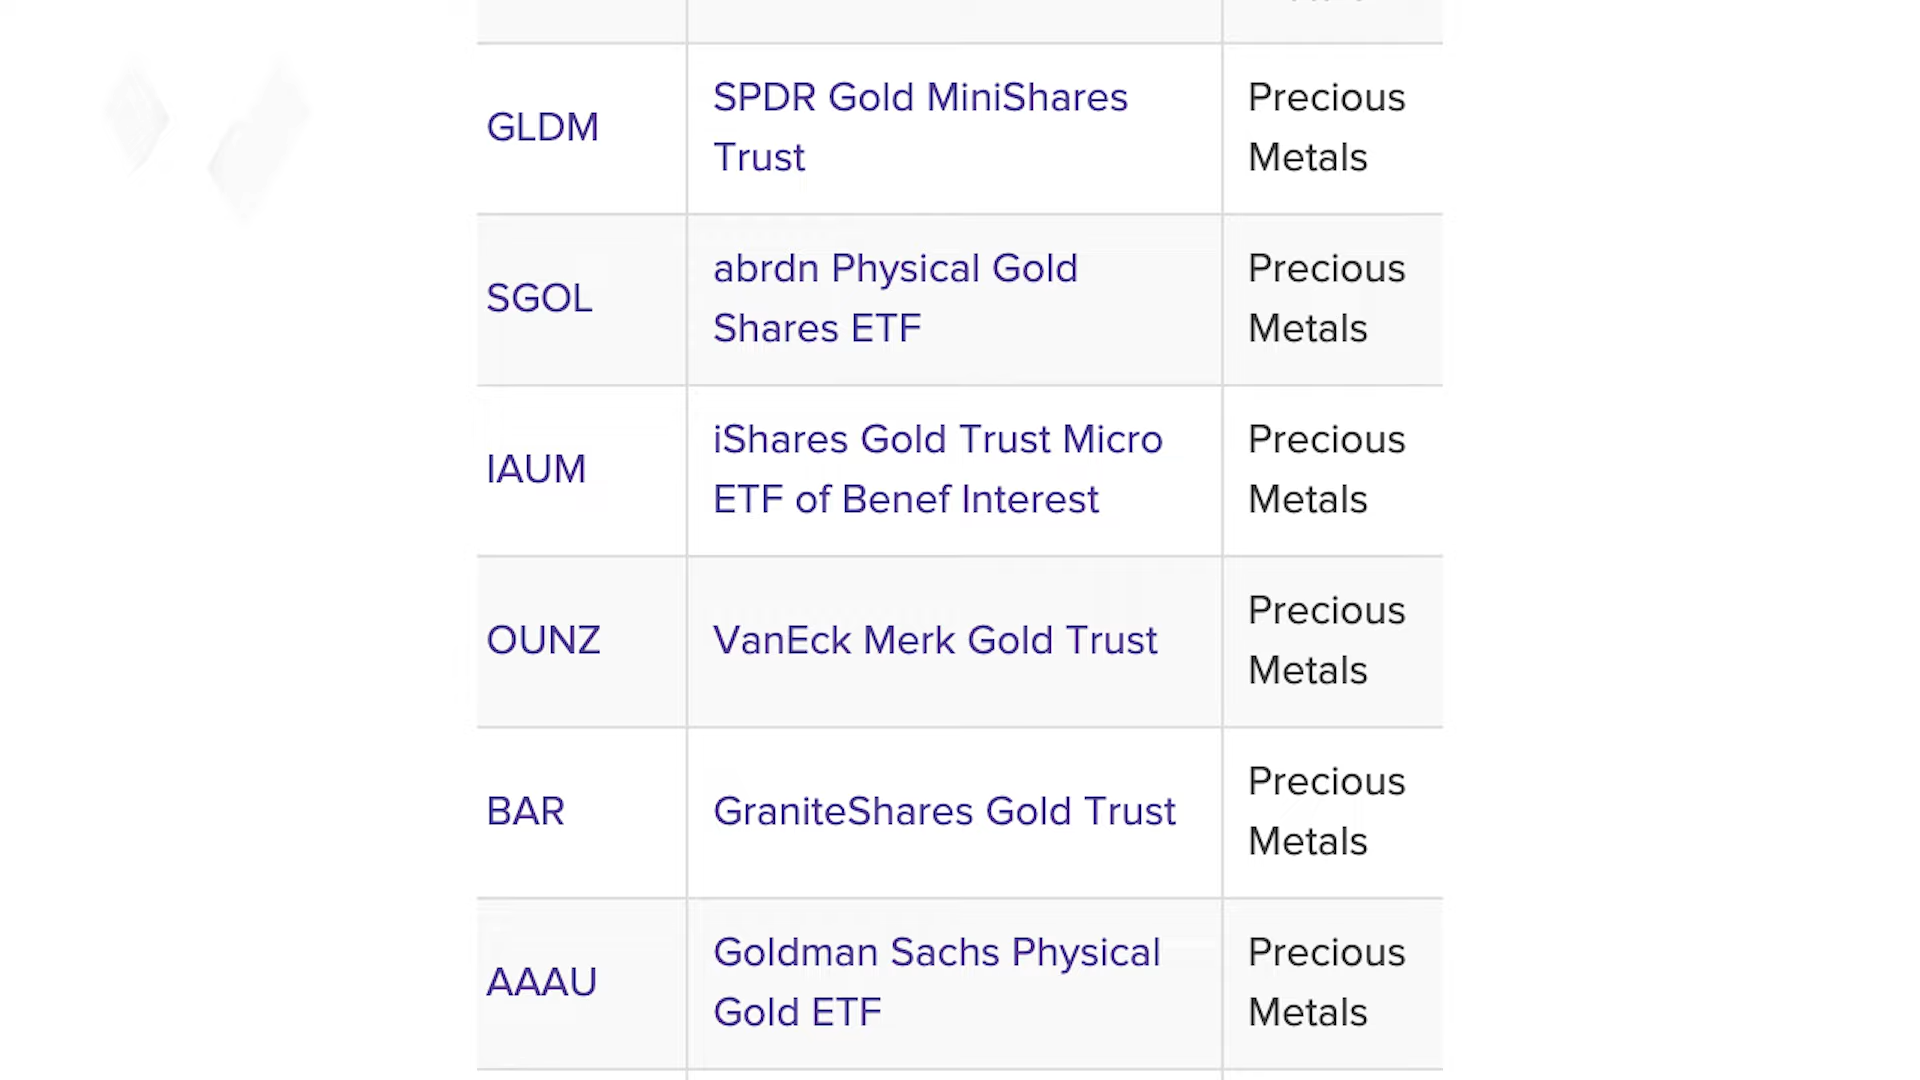 GLDM
SPDR Gold MiniShares
Trust
Precious
Metals
SGOL
abrdn Physical Gold
Shares ETF
Precious
Metals
IAUM
iShares Gold Trust Micro
ETF of Benef Interest
Precious
Metals
OUNZ
VanEck Merk Gold Trust
Precious
Metals
BAR
GraniteShares Gold Trust
Precious
Metals
AAAU
Goldman Sachs Physical
Gold ETF
Precious
Metals